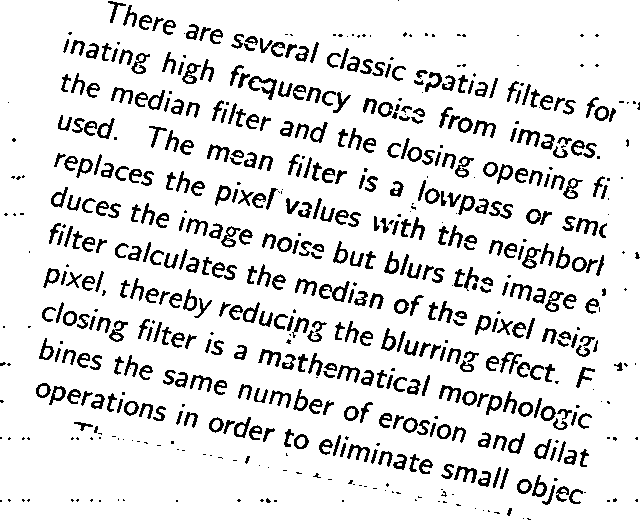 There are several classic spatial filters for
inating high frequency noise from images.
the median filter and the closing opening fi
used. The mean filter is a lowpass or smo
replaces the pixel values with the neighborh
duces the image noise but blurs the image e
filter calculates the median of the pixel neig
pixel, thereby reducing the blurring effect. F
closing filter is a mathematical morphologic
bines the same number of erosion and dilat
operations in order to eliminate small objec